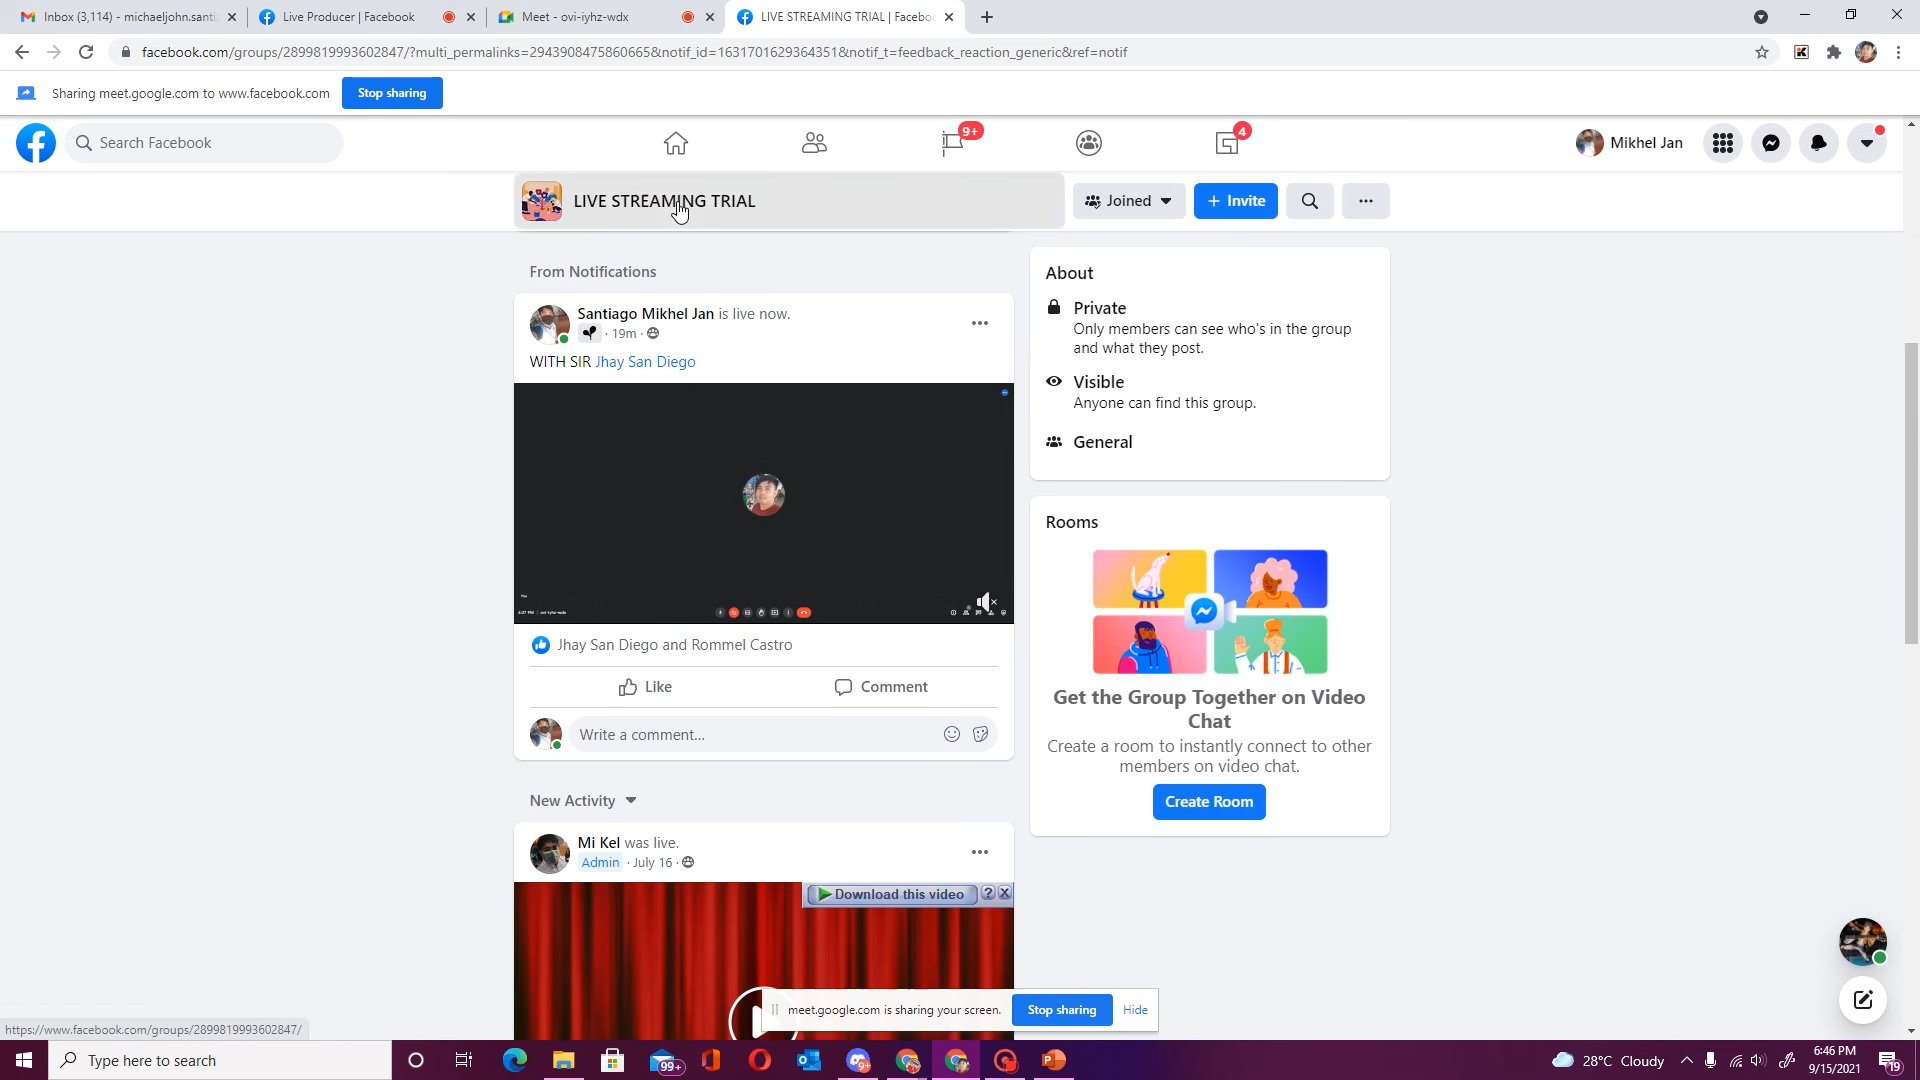 Inbox (3,114) - michaeljohn.santi
Live Producer | Facebook
Meet - ovi-iyhz-wdx
LIVE STREAMING TRIAL | Facebo
facebook.com/groups/2899819993602847/?multi_permalinks=2943908475860665&notif_id=1631701629364351&notif_t=feedback_reaction_generic&ref=notif
Sharing meet.google.com to www.facebook.com
Stop sharing
Search Facebook
9+
4
Mikhel Jan
LIVE STREAMING TRIAL
Joined
+ Invite
From Notifications
Santiago Mikhel Jan is live now.
· 19m ·
WITH SIR Jhay San Diego
Jhay San Diego and Rommel Castro
Like
Comment
Write a comment...
New Activity
Mi Kel was live.
Admin · July 16 ·
Download this video
?
About
Private
Only members can see who's in the group
and what they post.
Visible
Anyone can find this group.
General
Rooms
Get the Group Together on Video
Chat
Create a room to instantly connect to other
members on video chat.
Create Room
meet.google.com is sharing your screen.
Stop sharing
Hide
https://www.facebook.com/groups/2899819993602847/
Type here to search
99+
28°C Cloudy
6:46 PM
9/15/2021
19